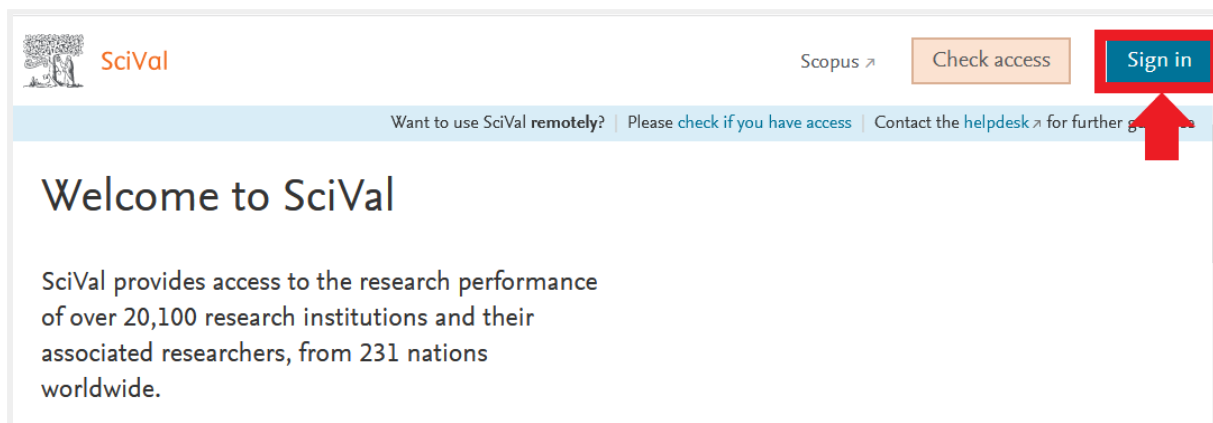 SciVal
Scopus ↗
Check access
Sign in
Want to use SciVal remotely? | Please check if you have access | Contact the helpdesk ↗ for further
Welcome to SciVal
SciVal provides access to the research performance
of over 20,100 research institutions and their
associated researchers, from 231 nations
worldwide.